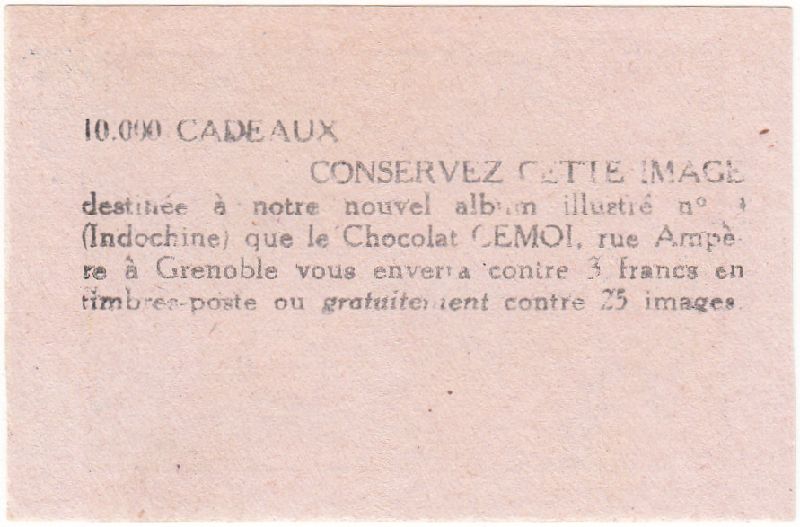 10.000 CADEAUX
CONSERVEZ CETTE IMAGE
destinée à notre nouvel album illustré n°
(Indochine) que le Chocolat CEMOI, rue Ampè-
re à Grenoble vous enverra contre 3 francs en
timbres-poste ou gratuitement contre 25 images.